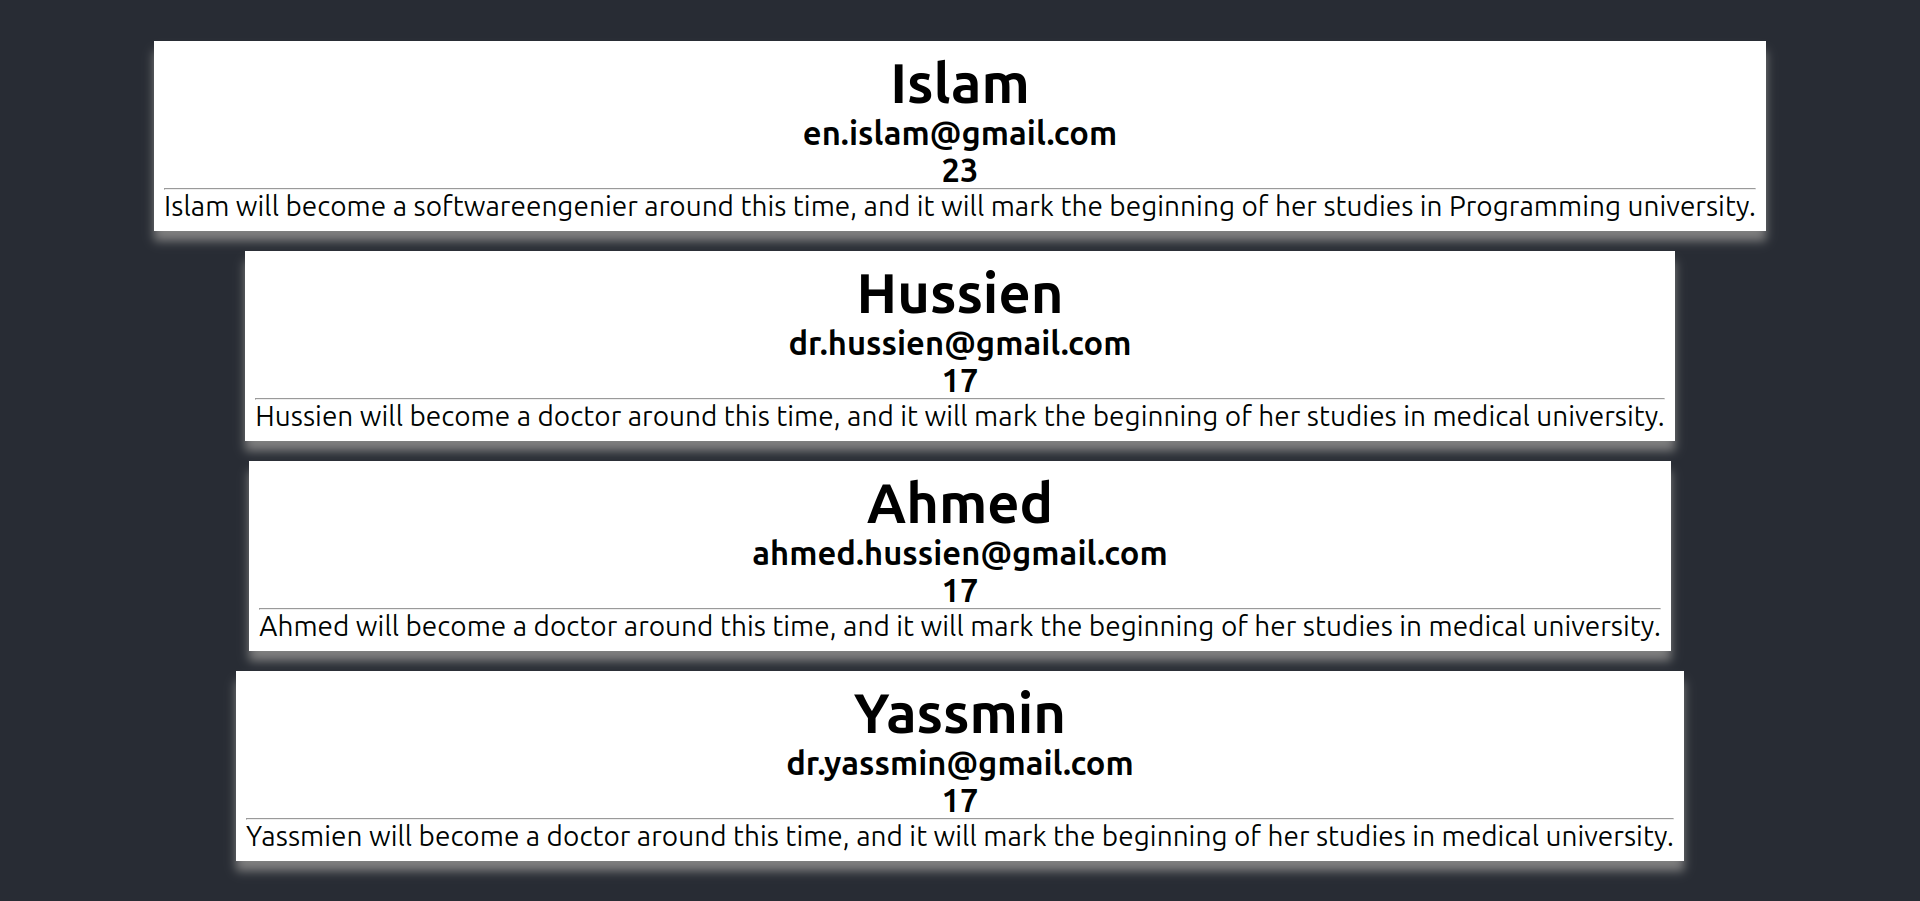 Islam
en.islam@gmail.com
23
Islam will become a softwareengenier around this time, and it will mark the beginning of her studies in Programming university.
Hussien
dr.hussien@gmail.com
17
Hussien will become a doctor around this time, and it will mark the beginning of her studies in medical university.
Ahmed
ahmed.hussien@gmail.com
17
Ahmed will become a doctor around this time, and it will mark the beginning of her studies in medical university.
Yassmin
dr.yassmin@gmail.com
17
Yassmien will become a doctor around this time, and it will mark the beginning of her studies in medical university.